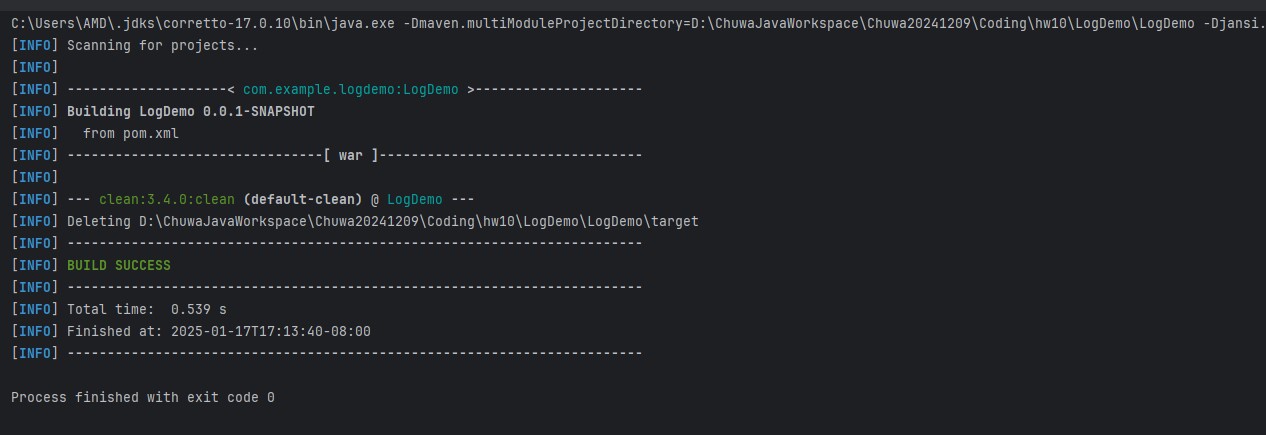 C:\Users\AMD\.jdks\corretto-17.0.10\bin\java.exe -Dmaven.multiModuleProjectDirectory=D:\ChuwaJavaWorkspace\Chuwa20241209\Coding\hw10\LogDemo\LogDemo -Djansi.
[INFO] Scanning for projects...
[INFO]
[INFO] --------------------< com.example.logdemo:LogDemo >---------------------
[INFO] Building LogDemo 0.0.1-SNAPSHOT
[INFO]   from pom.xml
[INFO] --------------------------------[ war ]---------------------------------
[INFO]
[INFO] --- clean:3.4.0:clean (default-clean) @ LogDemo ---
[INFO] Deleting D:\ChuwaJavaWorkspace\Chuwa20241209\Coding\hw10\LogDemo\LogDemo\target
[INFO] ------------------------------------------------------------------------
[INFO] BUILD SUCCESS
[INFO] ------------------------------------------------------------------------
[INFO] Total time:  0.539 s
[INFO] Finished at: 2025-01-17T17:13:40-08:00
[INFO] ------------------------------------------------------------------------
Process finished with exit code 0